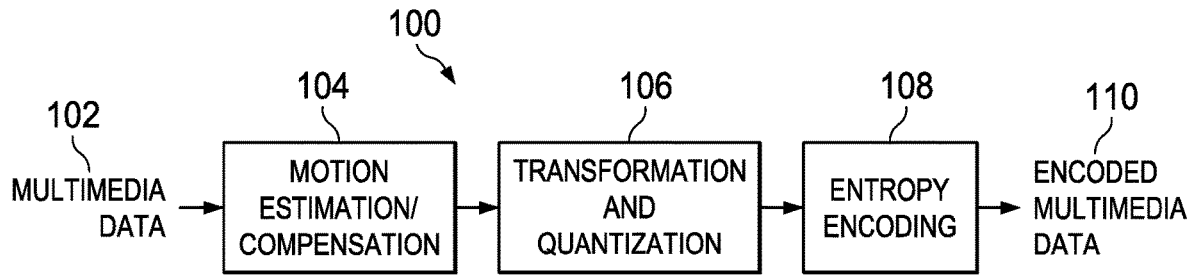 100
102
MULTIMEDIA
DATA
104
MOTION
ESTIMATION/
COMPENSATION
106
TRANSFORMATION
AND
QUANTIZATION
108
ENTROPY
ENCODING
110
ENCODED
MULTIMEDIA
DATA